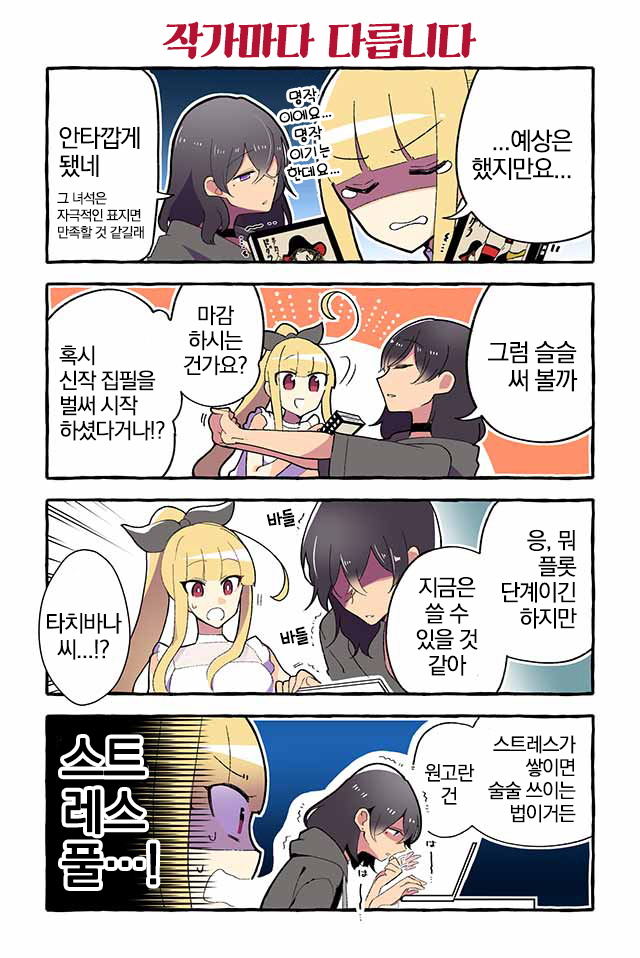 작가마다 다릅니다
...예상은
했지만요...
명작
이에요...
명작
이기는
한데요...
안타깝게
됐네
그 녀석은
자극적인 표지면
만족할 것 같길래
그럼 슬슬
써 볼까
마감
하시는
건가요?
혹시
신작 집필을
벌써 시작
하셨다거나!?
응, 뭐
플롯
단계이긴
하지만
지금은
쓸 수
있을 것
같아
바들!
바들!
타치바나
씨...!?
스트레스가
쌓이면
술술 쓰이는
법이거든
원고란
건
스트
레스
풀…!